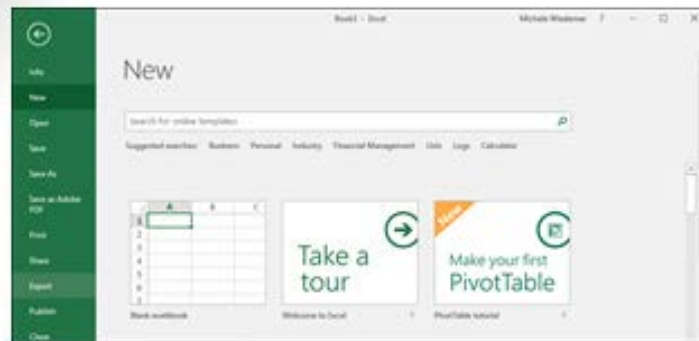 Book1 - Excel
Michele Wiedemer ?
Info
New
New
Open
Search for online templates
Save
Suggested searches: Business Personal Industry Financial Management Lists Logs Calculator
Save As
Save as Adobe
PDF
A B C
1
2
3
4
5
6
7
New
Print
Take a
tour
Make your first
PivotTable
Share
Export
Publish
Blank workbook
Welcome to Excel
PivotTable tutorial
Close